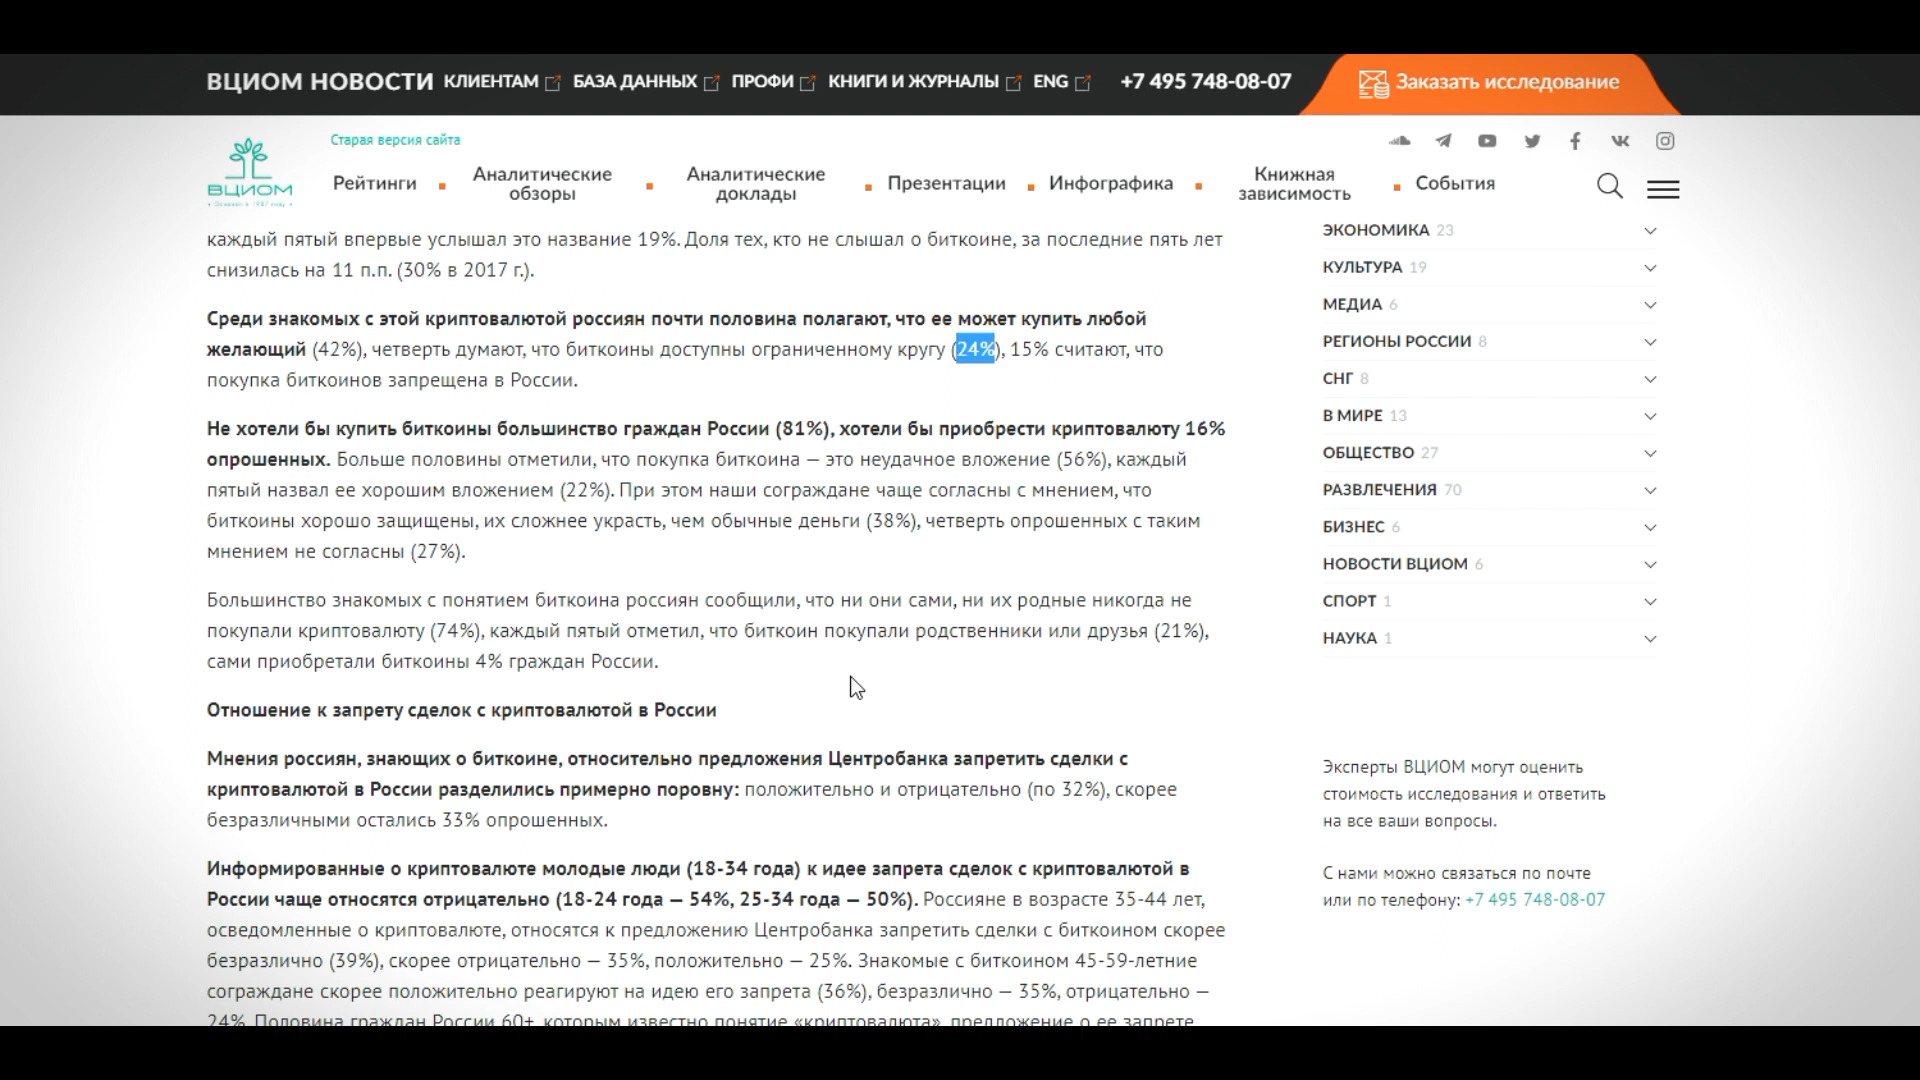 ВЦИОМ НОВОСТИ КЛИЕНТАМ БАЗА ДАННЫХ ПРОФИ КНИГИ И ЖУРНАЛЫ ENG +7 495 748-08-07 Заказать исследование
Старая версия сайта
ВЦИОМ
Рейтинги
Аналитические
обзоры
Аналитические
доклады
Презентации
Инфографика
Книжная
зависимость
События
каждый пятый впервые услышал это название 19%. Доля тех, кто не слышал о биткоине, за последние пять лет
снизилась на 11 п.п. (30% в 2017 г.).
Среди знакомых с этой криптовалютой россиян почти половина полагают, что ее может купить любой
желающий (42%), четверть думают, что биткоины доступны ограниченному кругу (24%), 15% считают, что
покупка биткоинов запрещена в России.
Не хотели бы купить биткоины большинство граждан России (81%), хотели бы приобрести криптовалюту 16%
опрошенных. Больше половины отметили, что покупка биткоина — это неудачное вложение (56%), каждый
пятый назвал ее хорошим вложением (22%). При этом наши сограждане чаще согласны с мнением, что
биткоины хорошо защищены, их сложнее украсть, чем обычные деньги (38%), четверть опрошенных с таким
мнением не согласны (27%).
Большинство знакомых с понятием биткоина россиян сообщили, что ни они сами, ни их родные никогда не
покупали криптовалюту (74%), каждый пятый отметил, что биткоин покупали родственники или друзья (21%),
сами приобретали биткоины 4% граждан России.
Отношение к запрету сделок с криптовалютой в России
Мнения россиян, знающих о биткоине, относительно предложения Центробанка запретить сделки с
криптовалютой в России разделились примерно поровну: положительно и отрицательно (по 32%), скорее
безразличными остались 33% опрошенных.
Информированные о криптовалюте молодые люди (18-34 года) к идее запрета сделок с криптовалютой в
России чаще относятся отрицательно (18-24 года — 54%, 25-34 года — 50%). Россияне в возрасте 35-44 лет,
осведомленные о криптовалюте, относятся к предложению Центробанка запретить сделки с биткоином скорее
безразлично (39%), скорее отрицательно — 35%, положительно — 25%. Знакомые с биткоином 45-59-летние
сограждане скорее положительно реагируют на идею его запрета (36%), безразлично — 35%, отрицательно —
24%. Половина граждан России 60+, которым известно понятие «криптовалюта», предложение о ее запрете
ЭКОНОМИКА 23
КУЛЬТУРА 19
МЕДИА 6
РЕГИОНЫ РОССИИ 8
СНГ 8
В МИРЕ 13
ОБЩЕСТВО 27
РАЗВЛЕЧЕНИЯ 70
БИЗНЕС 6
НОВОСТИ ВЦИОМ 6
СПОРТ 1
НАУКА 1
Эксперты ВЦИОМ могут оценить
стоимость исследования и ответить
на все ваши вопросы.
С нами можно связаться по почте
или по телефону: +7 495 748-08-07